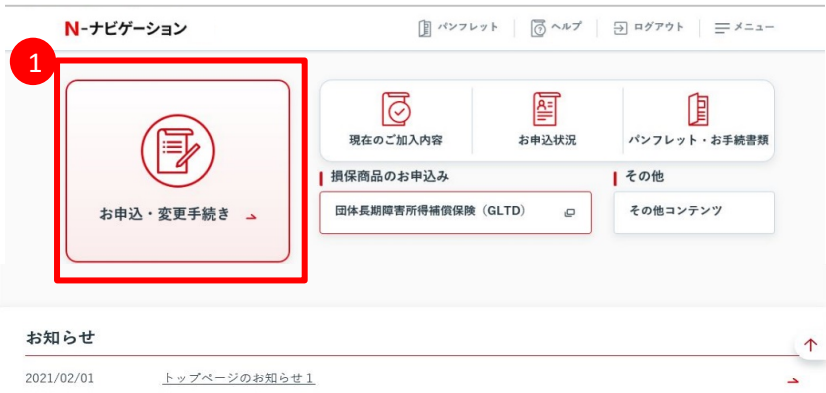 N-ナビゲーション
パンフレット
ヘルプ
ログアウト
メニュー
1
お申込・変更手続き
現在のご加入内容
お申込状況
パンフレット・お手続書類
損保商品のお申込み
団体長期障害所得補償保険（GLTD）
その他
その他コンテンツ
お知らせ
2021/02/01 トップページのお知らせ１